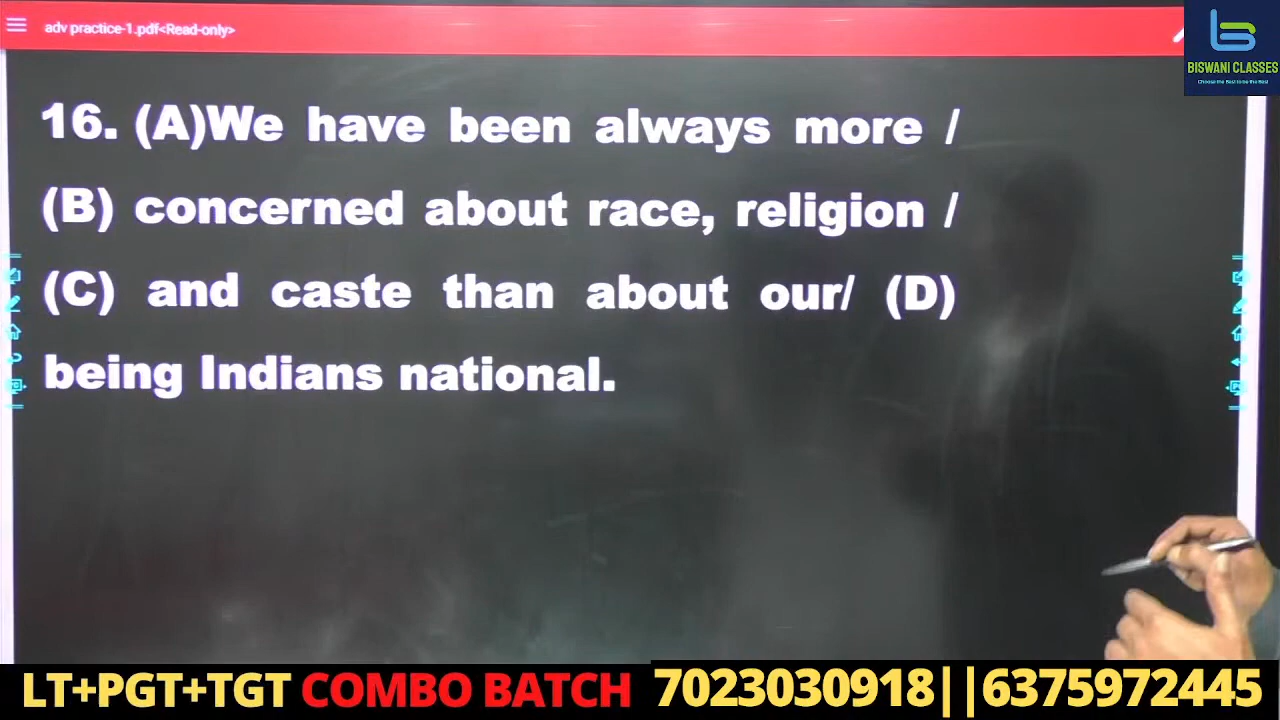 adv practice-1.pdf<Read-only>
BISWANI CLASSES
16. (A)We have been always more /
(B) concerned about race, religion /
(C) and caste than about our/ (D)
being Indians national.
LT+PGT+TGT COMBO BATCH 7023030918||6375972445